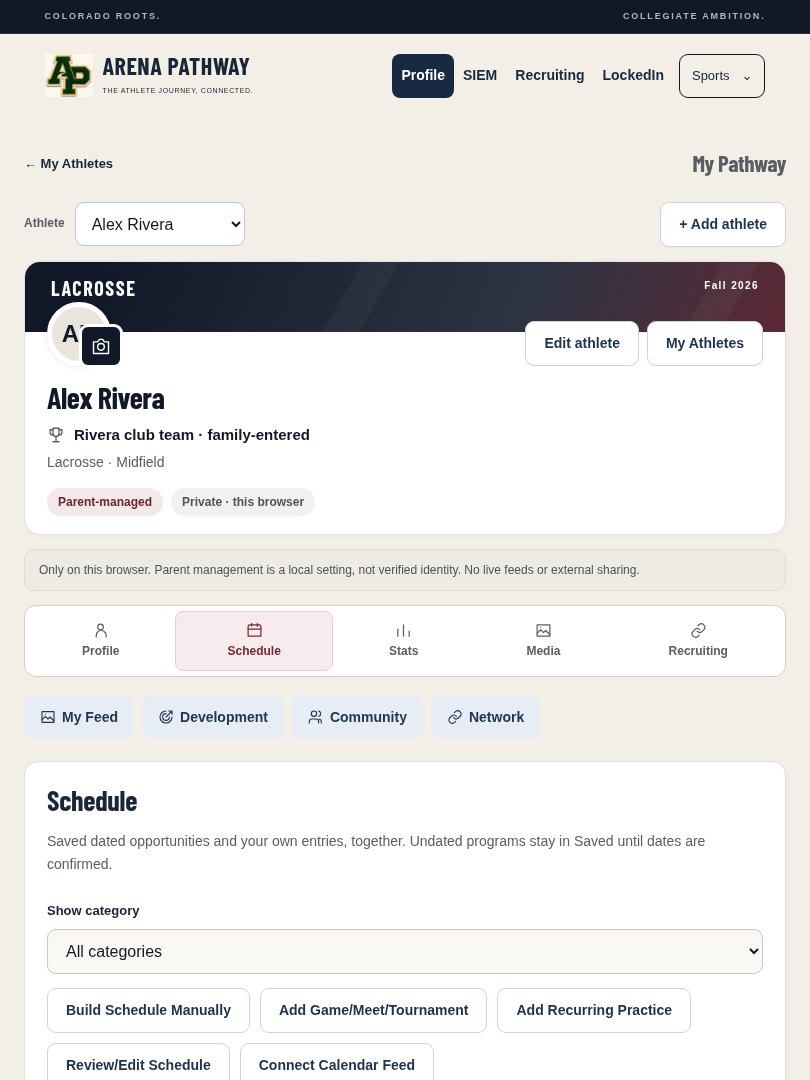 COLORADO ROOTS.
COLLEGIATE AMBITION.
AP
ARENA PATHWAY
THE ATHLETE JOURNEY, CONNECTED.
Profile
SIEM
Recruiting
LockedIn
Sports
← My Athletes
My Pathway
Athlete
Alex Rivera
+ Add athlete
LACROSSE
Fall 2026
A
Edit athlete
My Athletes
Alex Rivera
Rivera club team · family-entered
Lacrosse · Midfield
Parent-managed
Private · this browser
Only on this browser. Parent management is a local setting, not verified identity. No live feeds or external sharing.
Profile
Schedule
Stats
Media
Recruiting
My Feed
Development
Community
Network
Schedule
Saved dated opportunities and your own entries, together. Undated programs stay in Saved until dates are
confirmed.
Show category
All categories
Build Schedule Manually
Add Game/Meet/Tournament
Add Recurring Practice
Review/Edit Schedule
Connect Calendar Feed